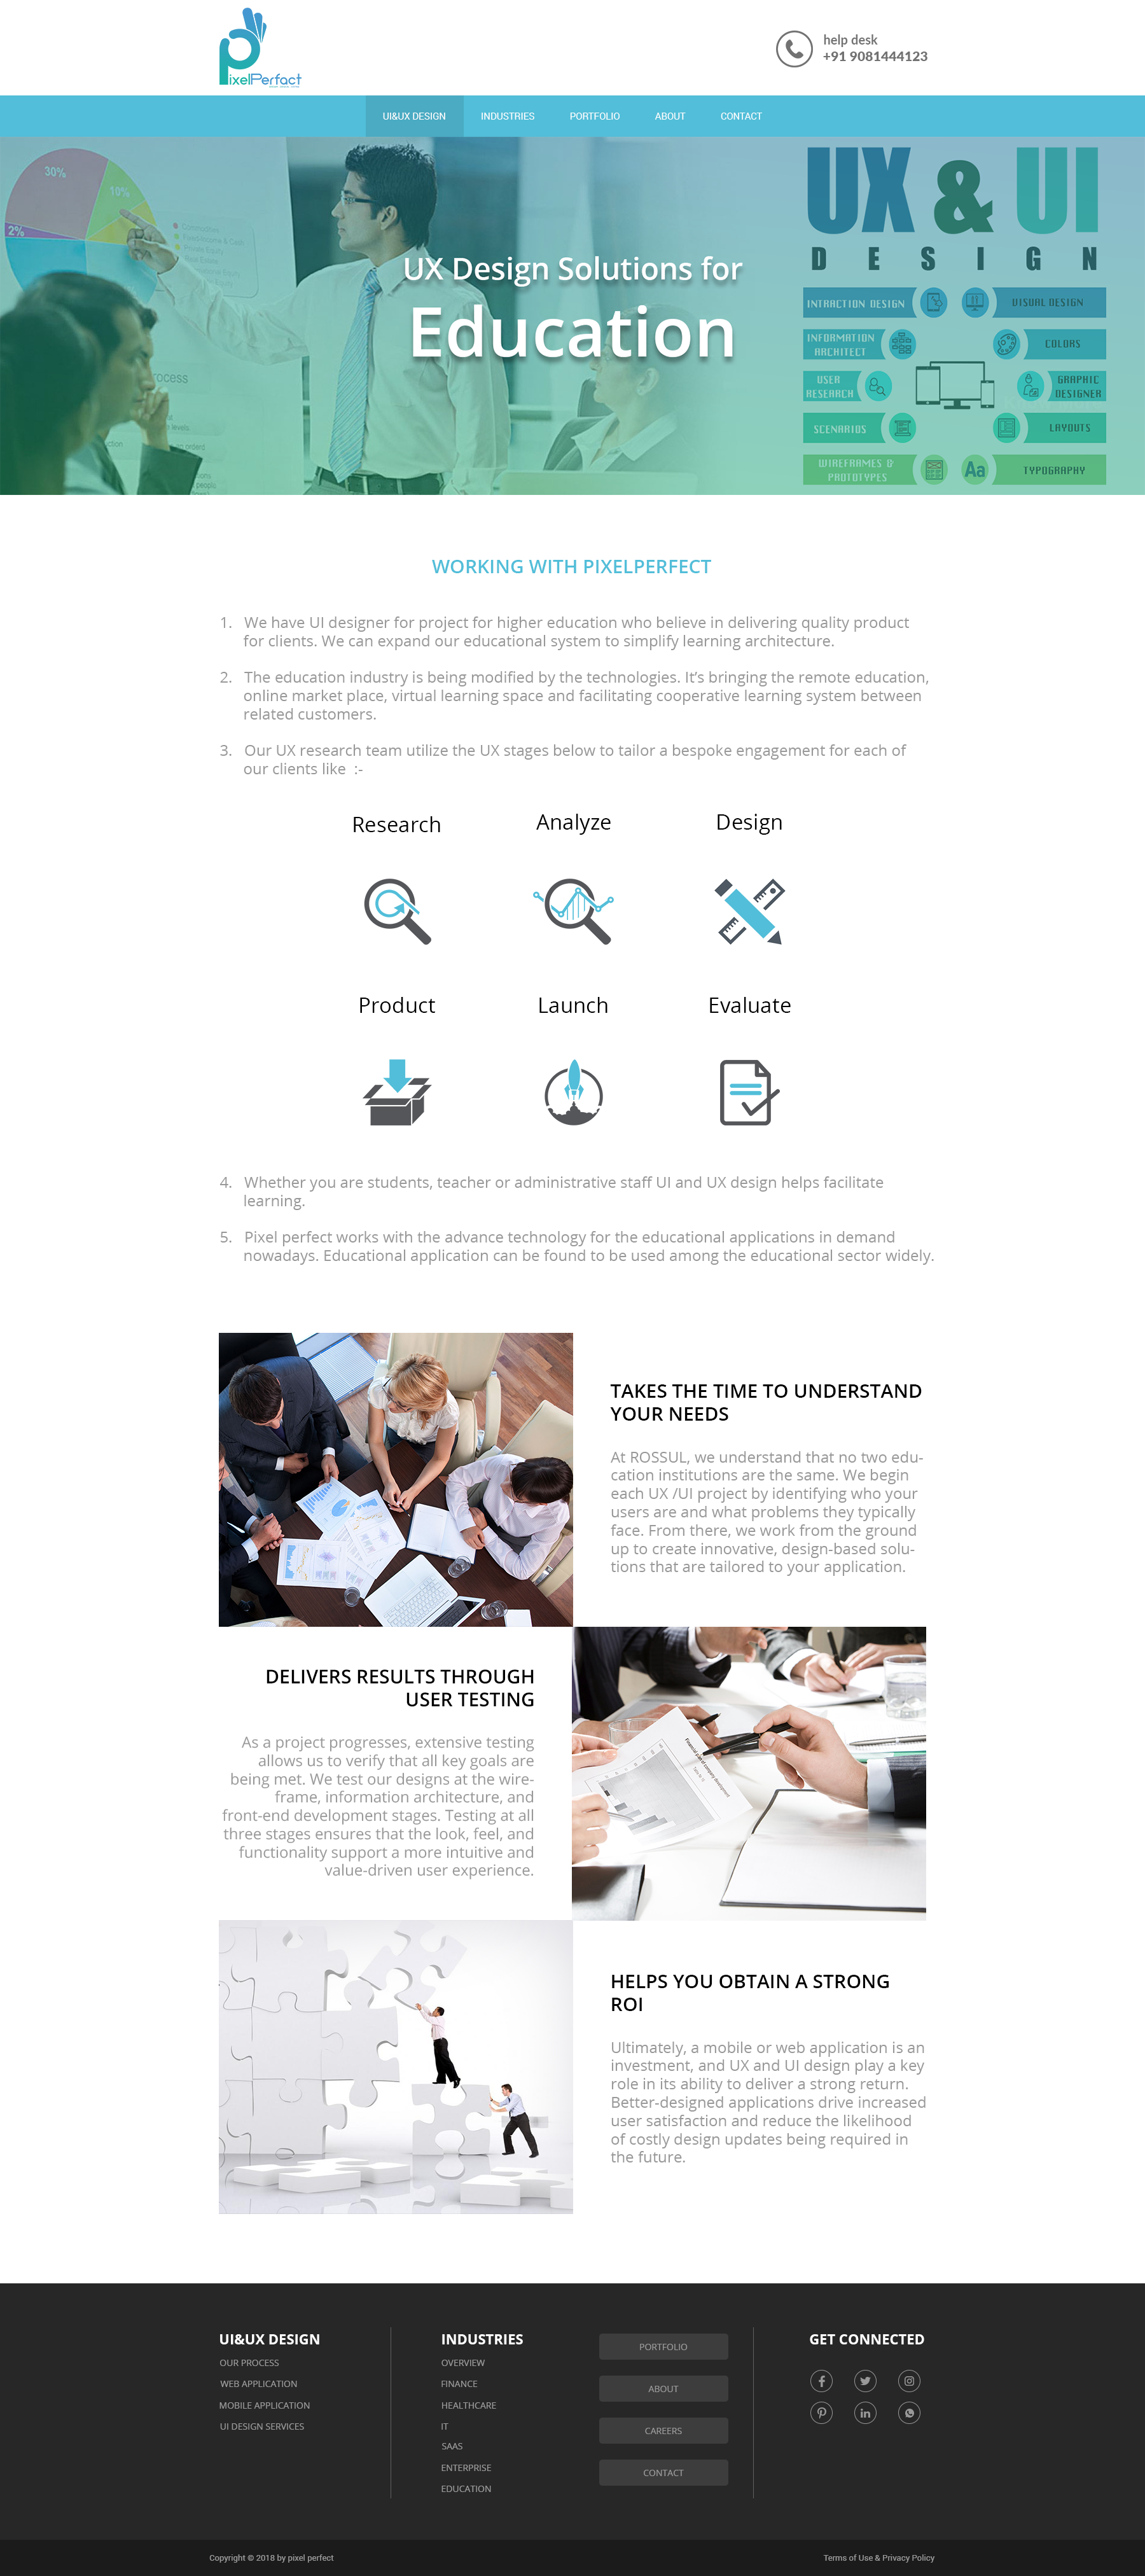 PixelPerfect
help desk
+91 9081444123
UI&UX DESIGN
INDUSTRIES
PORTFOLIO
ABOUT
CONTACT
30%
10%
2%
UX Design Solutions for
Education
UX & UI
DESIGN
INTRACTION DESIGN
VISUAL DESIGN
INFORMATION
ARCHITECT
COLORS
USER
RESEARCH
GRAPHIC
DESIGNER
SCENARIOS
LAYOUTS
WIREFRAMES &
PROTOTYPES
Aa
TYPOGRAPHY
WORKING WITH PIXELPERFECT
1. We have UI designer for project for higher education who believe in delivering quality product
for clients. We can expand our educational system to simplify learning architecture.
2. The education industry is being modified by the technologies. It’s bringing the remote education,
online market place, virtual learning space and facilitating cooperative learning system between
related customers.
3. Our UX research team utilize the UX stages below to tailor a bespoke engagement for each of
our clients like :-
Research
Analyze
Design
Product
Launch
Evaluate
4. Whether you are students, teacher or administrative staff UI and UX design helps facilitate
learning.
5. Pixel perfect works with the advance technology for the educational applications in demand
nowadays. Educational application can be found to be used among the educational sector widely.
TAKES THE TIME TO UNDERSTAND
YOUR NEEDS
At ROSSUL, we understand that no two edu-
cation institutions are the same. We begin
each UX /UI project by identifying who your
users are and what problems they typically
face. From there, we work from the ground
up to create innovative, design-based solu-
tions that are tailored to your application.
DELIVERS RESULTS THROUGH
USER TESTING
As a project progresses, extensive testing
allows us to verify that all key goals are
being met. We test our designs at the wire-
frame, information architecture, and
front-end development stages. Testing at all
three stages ensures that the look, feel, and
functionality support a more intuitive and
value-driven user experience.
HELPS YOU OBTAIN A STRONG
ROI
Ultimately, a mobile or web application is an
investment, and UX and UI design play a key
role in its ability to deliver a strong return.
Better-designed applications drive increased
user satisfaction and reduce the likelihood
of costly design updates being required in
the future.
UI&UX DESIGN
OUR PROCESS
WEB APPLICATION
MOBILE APPLICATION
UI DESIGN SERVICES
INDUSTRIES
OVERVIEW
FINANCE
HEALTHCARE
IT
SAAS
ENTERPRISE
EDUCATION
PORTFOLIO
ABOUT
CAREERS
CONTACT
GET CONNECTED
Copyright © 2018 by pixel perfect
Terms of Use & Privacy Policy